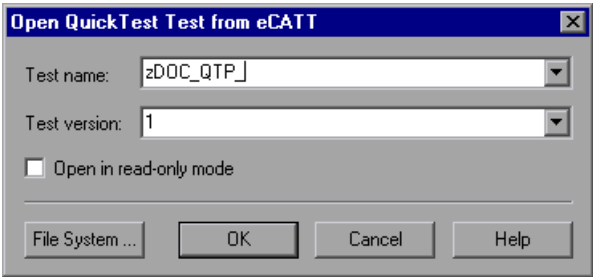 Open QuickTest Test from eCATT
Test name: zDOC_QTP_
Test version: 1
Open in read-only mode
File System ... OK Cancel Help